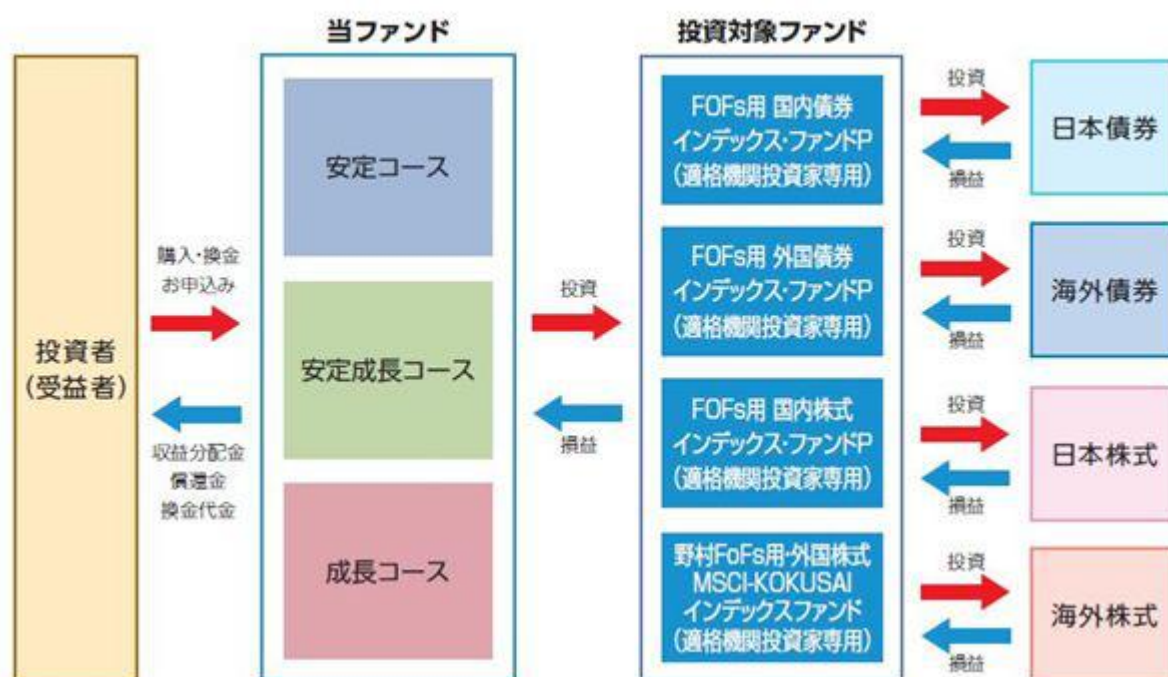 当ファンド
投資対象ファンド
投資者
(受益者)
購入・換金
お申込み
収益分配金
償還金
換金代金
安定コース
安定成長コース
成長コース
投資
損益
FOFs用 国内債券
インデックス・ファンドP
(適格機関投資家専用)
FOFs用 外国債券
インデックス・ファンドP
(適格機関投資家専用)
FOFs用 国内株式
インデックス・ファンドP
(適格機関投資家専用)
野村FoFs用・外国株式
MSCI-KOKUSAI
インデックスファンド
(適格機関投資家専用)
投資
損益
日本債券
投資
損益
海外債券
投資
損益
日本株式
投資
損益
海外株式